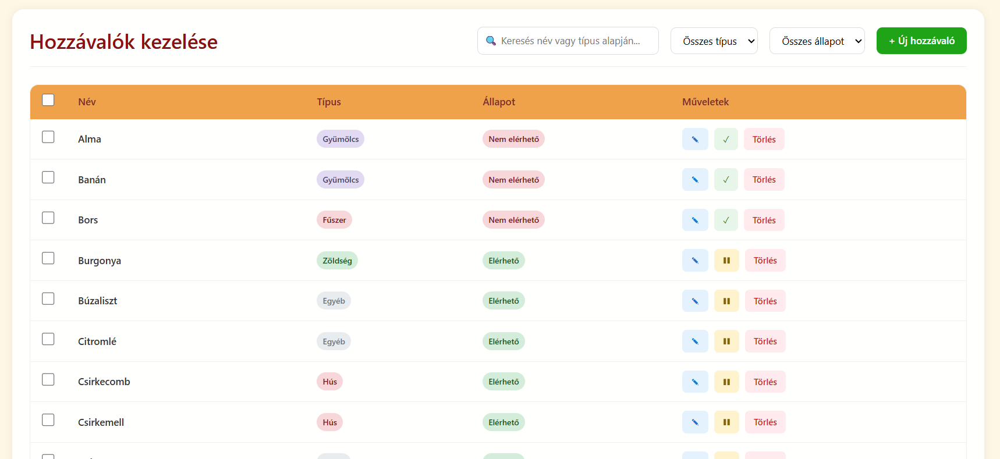 Hozzávalók kezelése
Keresés név vagy típus alapján...
Összes típus
Összes állapot
+ Új hozzávaló
Név Típus Állapot Műveletek
Alma Gyümölcs Nem elérhető ✓ Törlés
Banán Gyümölcs Nem elérhető ✓ Törlés
Bors Fűszer Nem elérhető ✓ Törlés
Burgonya Zöldség Elérhető Törlés
Búzaliszt Egyéb Elérhető Törlés
Citromlé Egyéb Elérhető Törlés
Csirkecomb Hús Elérhető Törlés
Csirkemell Hús Elérhető Törlés